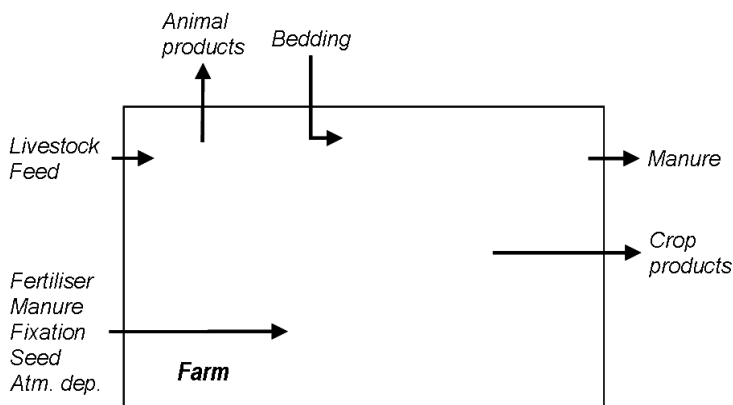 Animal
products
Bedding
Livestock
Feed
Manure
Crop
products
Fertiliser
Manure
Fixation
Seed
Atm. dep.
Farm